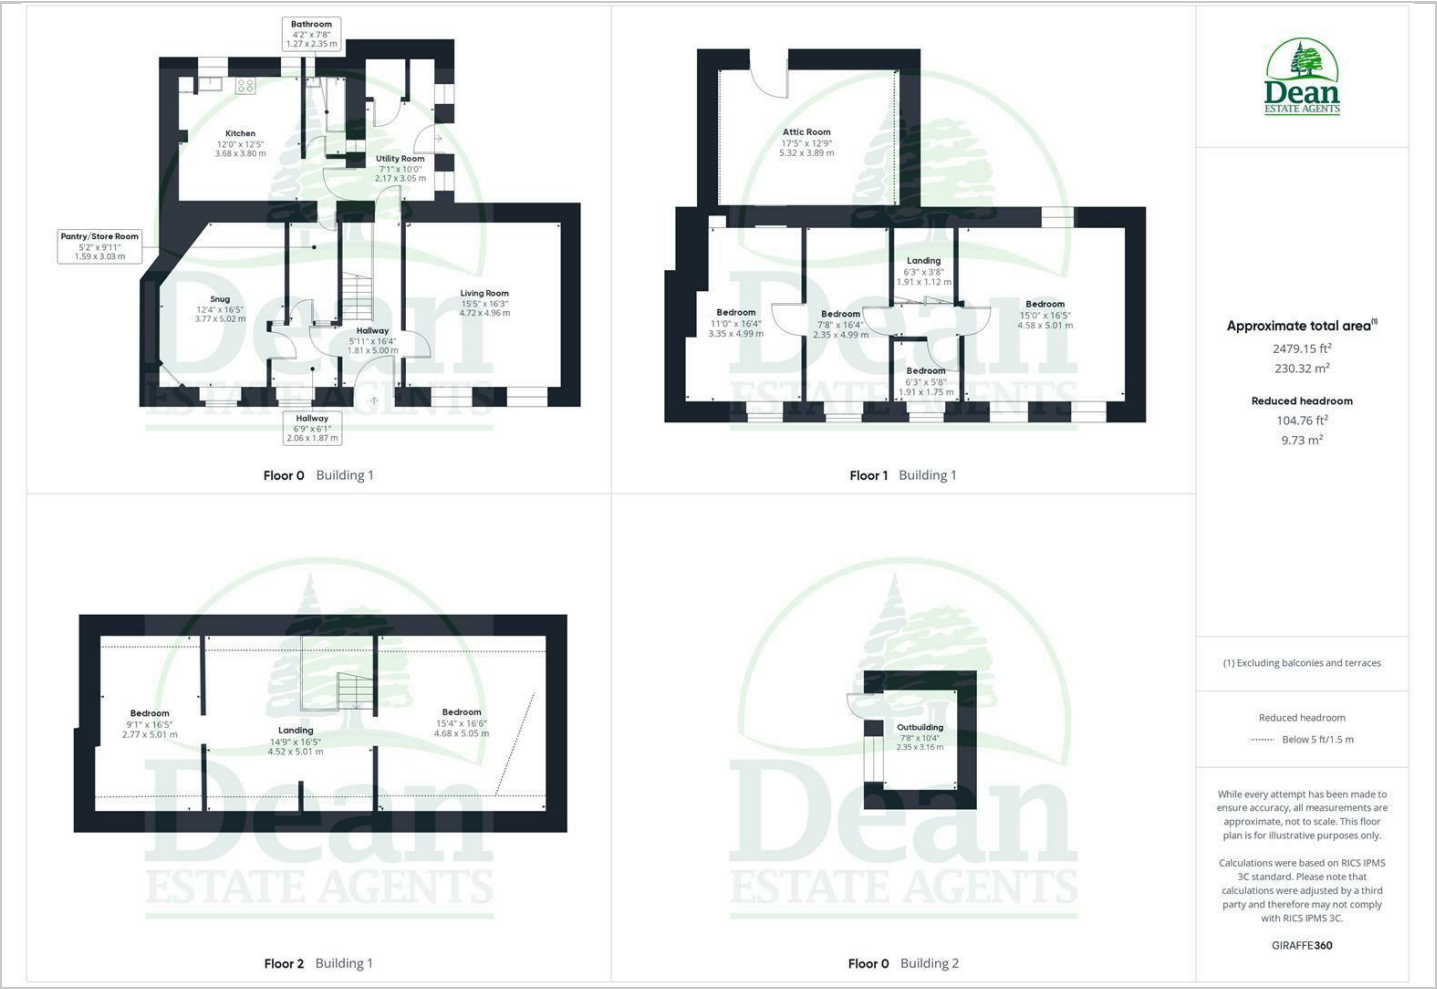 Bathroom
4'2" x 7'8"
1.27 x 2.35 m
Kitchen
12'0" x 12'5"
3.68 x 3.80 m
Utility Room
7'1" x 10'0"
2.17 x 3.05 m
Pantry/Store Room
5'2" x 9'11"
1.59 x 3.03 m
Snug
12'4" x 16'5"
3.77 x 5.02 m
Hallway
5'11" x 16'4"
1.81 x 5.00 m
Living Room
15'5" x 16'3"
4.72 x 4.96 m
Hallway
6'9" x 6'1"
2.06 x 1.87 m
Dean
ESTATE AGENTS
Floor 0 Building 1
Attic Room
17'5" x 12'9"
5.32 x 3.89 m
Landing
6'3" x 3'8"
1.91 x 1.12 m
Bedroom
11'0" x 16'4"
3.35 x 4.99 m
Bedroom
7'8" x 16'4"
2.35 x 4.99 m
Bedroom
15'0" x 16'5"
4.58 x 5.01 m
Bedroom
6'3" x 5'8"
1.91 x 1.75 m
Dean
ESTATE AGENTS
Floor 1 Building 1
Bedroom
9'1" x 16'5"
2.77 x 5.01 m
Landing
14'9" x 16'5"
4.52 x 5.01 m
Bedroom
15'4" x 16'6"
4.68 x 5.05 m
Dean
ESTATE AGENTS
Floor 2 Building 1
Outbuilding
7'8" x 10'4"
2.35 x 3.16 m
Dean
ESTATE AGENTS
Floor 0 Building 2
Dean
ESTATE AGENTS
Approximate total area(1)
2479.15 ft²
230.32 m²
Reduced headroom
104.76 ft²
9.73 m²
(1) Excluding balconies and terraces
Reduced headroom
Below 5 ft/1.5 m
While every attempt has been made to
ensure accuracy, all measurements are
approximate, not to scale. This floor
plan is for illustrative purposes only.
Calculations were based on RICS IPMS
3C standard. Please note that
calculations were adjusted by a third
party and therefore may not comply
with RICS IPMS 3C.
GIRAFFE360